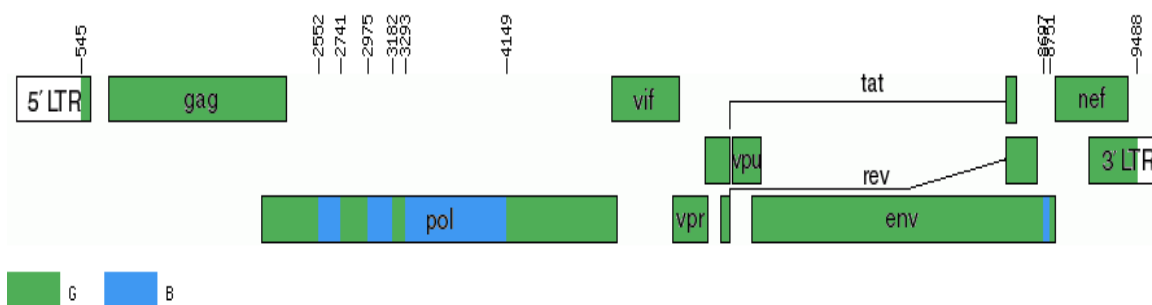 545
2552
2741
2975
3182
3293
4149
8751
9488
5' LTR
gag
vif
tat
nef
vpu
rev
3' LTR
pol
vpr
env
G
B